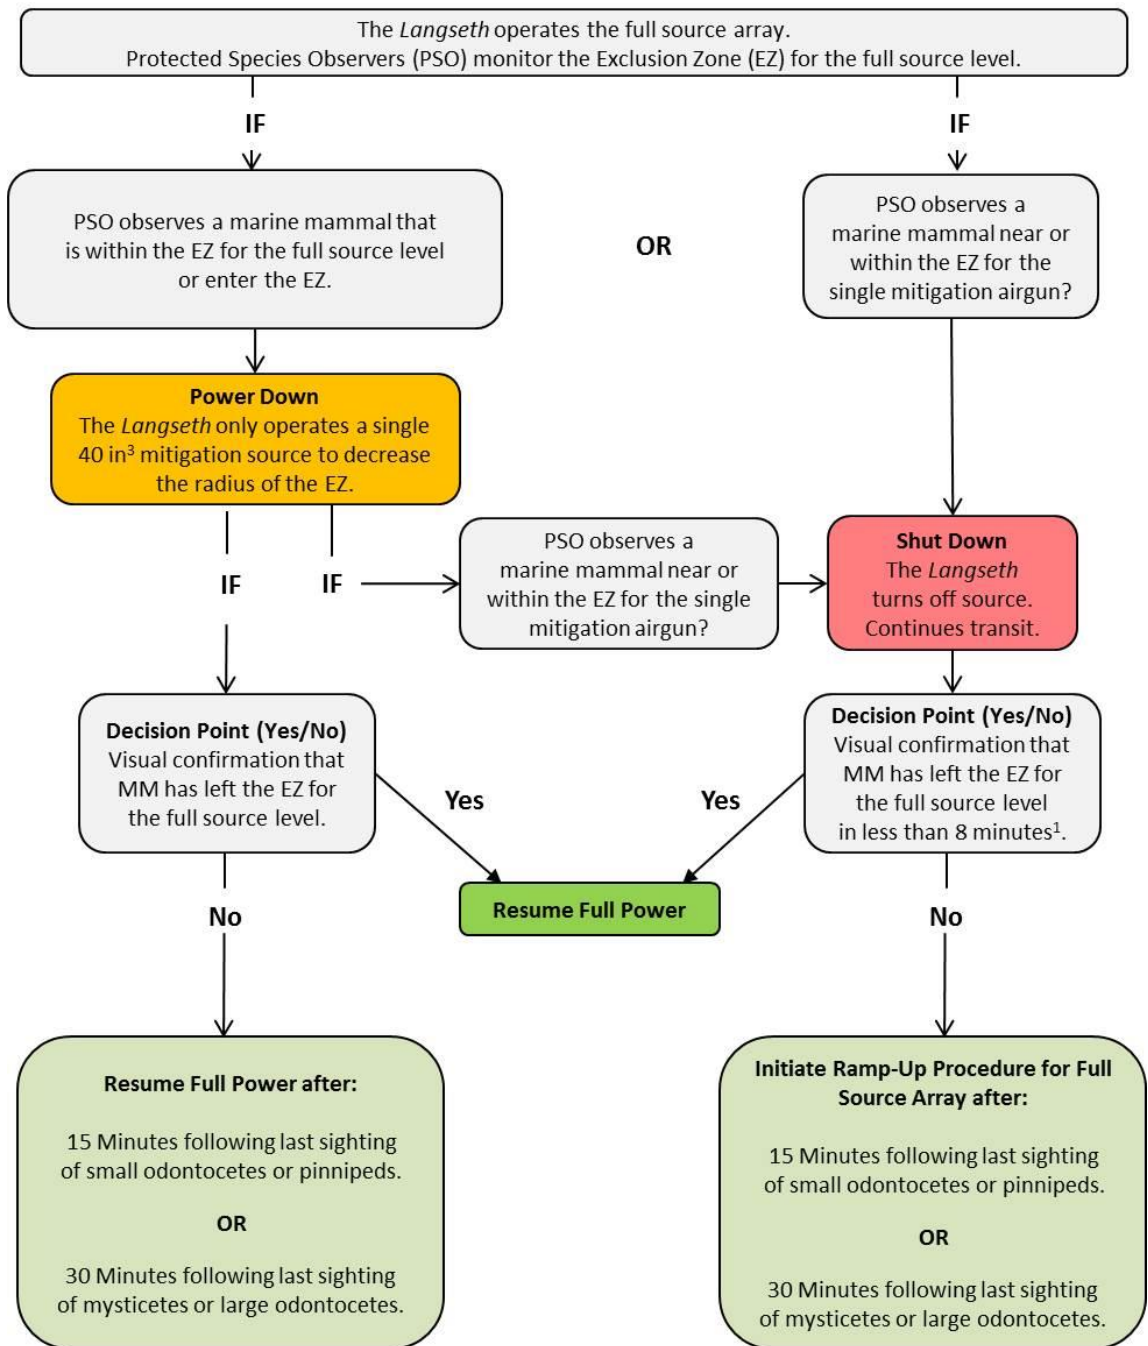 The Langseth operates the full source array.
Protected Species Observers (PSO) monitor the Exclusion Zone (EZ) for the full source level.
IF
IF
PSO observes a marine mammal that
is within the EZ for the full source level
or enter the EZ.
OR
PSO observes a
marine mammal near or
within the EZ for the
single mitigation airgun?
Power Down
The Langseth only operates a single
40 in³ mitigation source to decrease
the radius of the EZ.
IF
IF
PSO observes a
marine mammal near or
within the EZ for the single
mitigation airgun?
Shut Down
The Langseth
turns off source.
Continues transit.
Decision Point (Yes/No)
Visual confirmation that
MM has left the EZ for
the full source level.
Yes
Yes
Decision Point (Yes/No)
Visual confirmation that
MM has left the EZ for
the full source level
in less than 8 minutes¹.
Resume Full Power
No
No
Resume Full Power after:
15 Minutes following last sighting
of small odontocetes or pinnipeds.
OR
30 Minutes following last sighting
of mysticetes or large odontocetes.
Initiate Ramp-Up Procedure for Full
Source Array after:
15 Minutes following last sighting
of small odontocetes or pinnipeds.
OR
30 Minutes following last sighting
of mysticetes or large odontocetes.